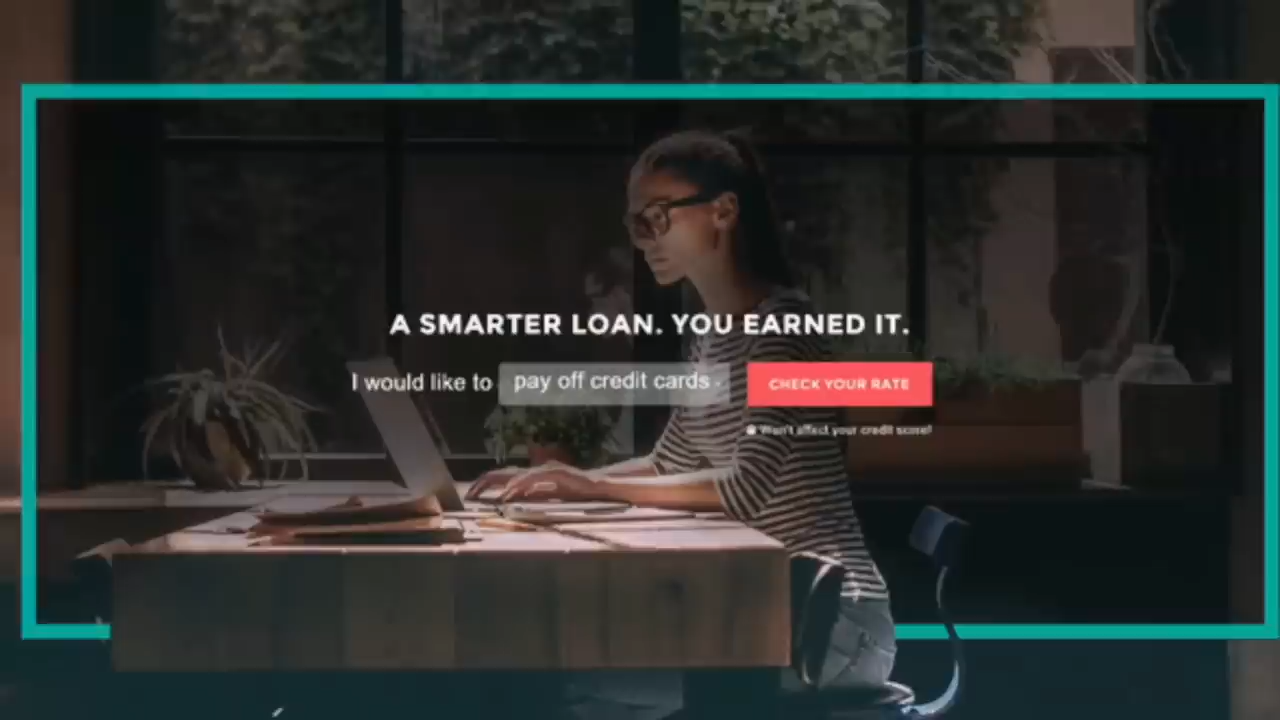 A SMARTER LOAN. YOU EARNED IT.
I would like to pay off credit cards CHECK YOUR RATE
Won't affect your credit score!